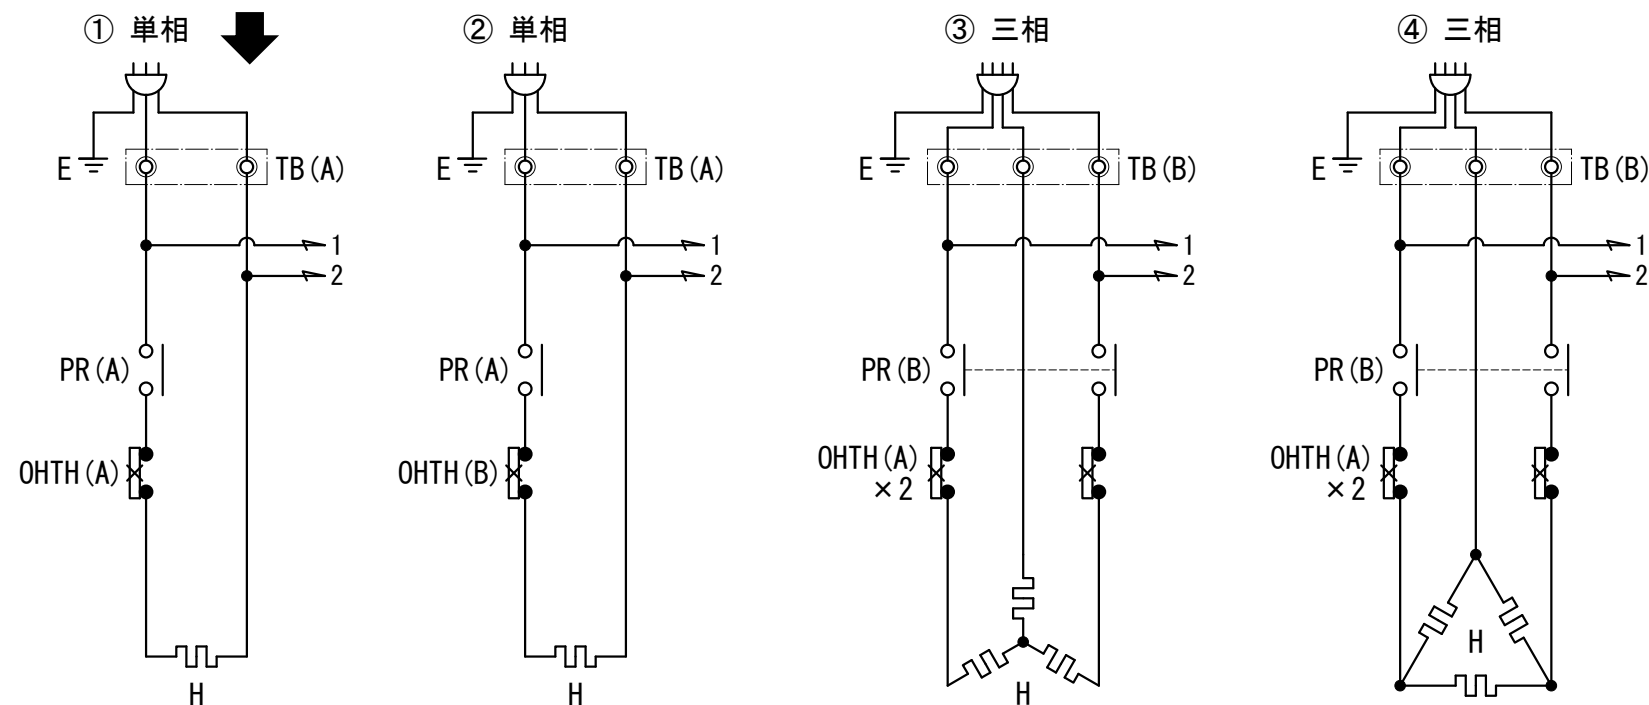 ① 単相
② 単相
③ 三相
④ 三相
E
TB(A)
E
TB(A)
E
TB(B)
E
TB(B)
1
1
1
1
2
2
2
2
PR(A)
PR(A)
PR(B)
PR(B)
OHTH(A)
OHTH(B)
OHTH(A)
×2
OHTH(A)
×2
H
H
H
H